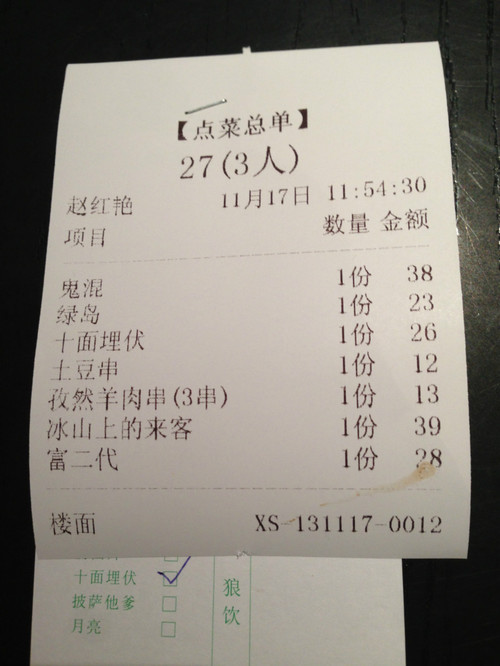 【点菜总单】
27(3人)
赵红艳 11月17日 11:54:30
项目 数量 金额
鬼混 1份 38
绿岛 1份 23
十面埋伏 1份 26
土豆串 1份 12
孜然羊肉串(3串) 1份 13
冰山上的来客 1份 39
富二代 1份 28
楼面 XS-131117-0012
十面埋伏
披萨他爹
月亮
狼饮